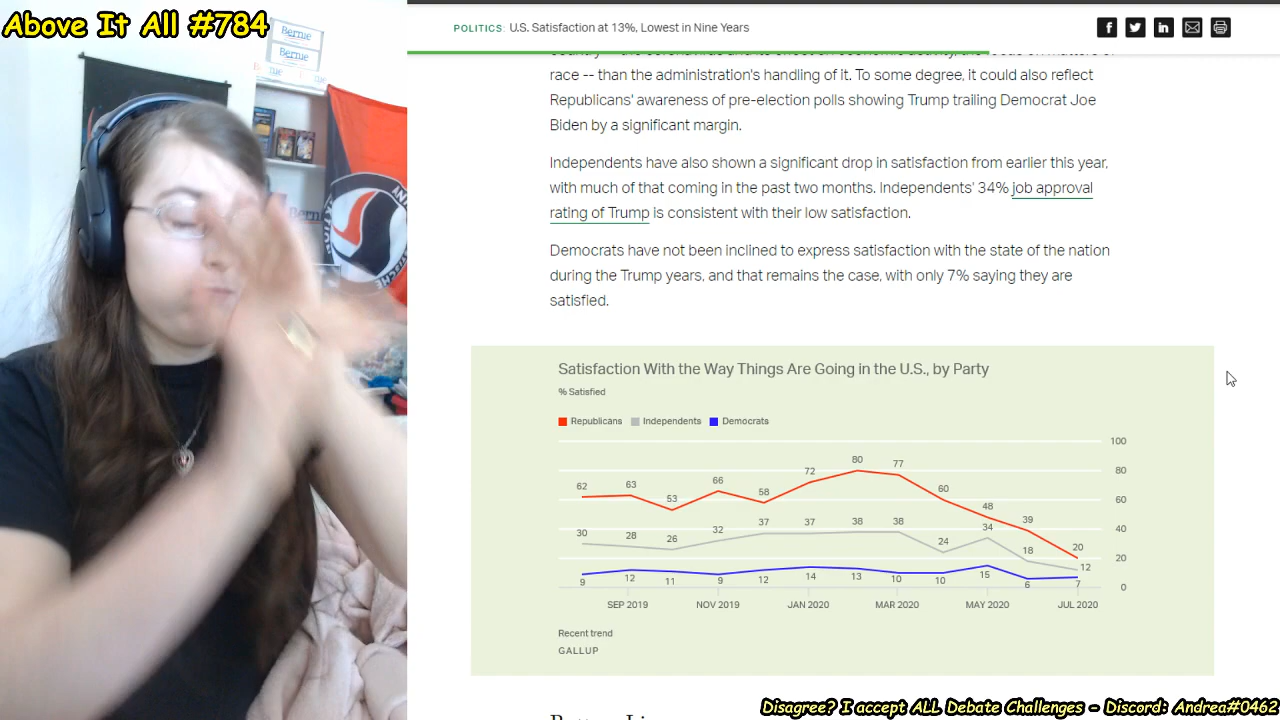 Above It All #784
Bernie
Bernie
POLITICS: U.S. Satisfaction at 13%, Lowest in Nine Years
race -- than the administration's handling of it. To some degree, it could also reflect
Republicans' awareness of pre-election polls showing Trump trailing Democrat Joe
Biden by a significant margin.
Independents have also shown a significant drop in satisfaction from earlier this year,
with much of that coming in the past two months. Independents' 34% job approval
rating of Trump is consistent with their low satisfaction.
Democrats have not been inclined to express satisfaction with the state of the nation
during the Trump years, and that remains the case, with only 7% saying they are
satisfied.
Satisfaction With the Way Things Are Going in the U.S., by Party
% Satisfied
Republicans Independents Democrats
100
80
60
40
20
0
62 63 53 66 58 72 80 77 60 48 39 20
30 28 26 32 37 37 38 38 24 34 18 12
9 12 11 9 12 14 13 10 10 15 6 7
SEP 2019 NOV 2019 JAN 2020 MAR 2020 MAY 2020 JUL 2020
Recent trend
GALLUP
Disagree? I accept ALL Debate Challenges - Discord: Andrea#0462